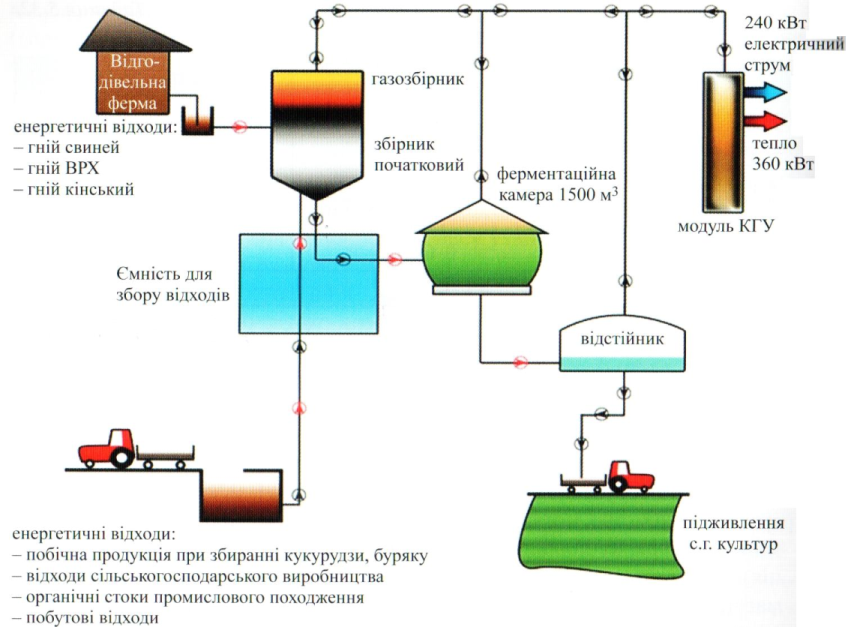 240 кВт
електричний
струм
Відго-
дівельна
ферма
газозбірник
енергетичні відходи:
– гній свиней
– гній ВРХ
– гній кінський
збірник
початковий
тепло
360 кВт
ферментаційна
камера 1500 м³
модуль КГУ
Ємність для
збору відходів
відстійник
енергетичні відходи:
– побічна продукція при збиранні кукурудзи, буряку
– відходи сільськогосподарського виробництва
– органічні стоки промислового походження
– побутові відходи
підживлення
с.г. культур